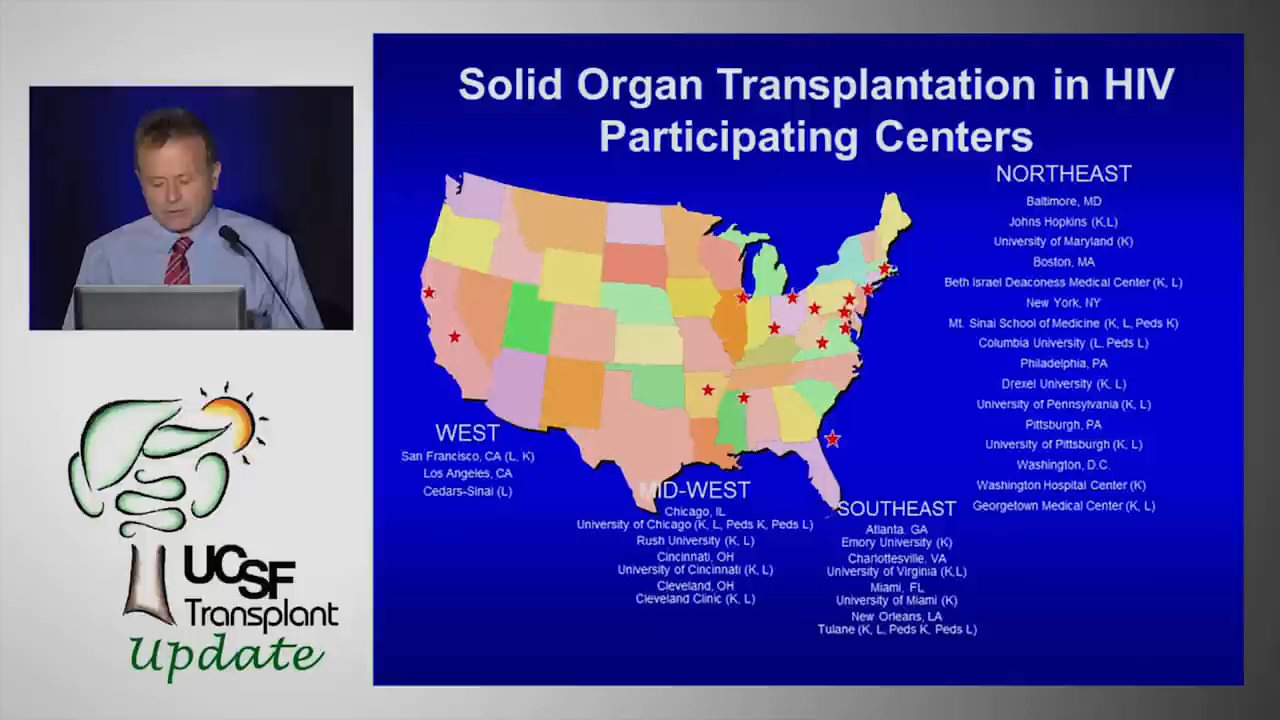 Solid Organ Transplantation in HIV
Participating Centers
NORTHEAST
Baltimore, MD
Johns Hopkins (K,L)
University of Maryland (K)
Boston, MA
Beth Israel Deaconess Medical Center (K, L)
New York, NY
Mt. Sinai School of Medicine (K, L, Peds K)
Columbia University (L, Peds L)
Philadelphia, PA
Drexel University (K, L)
University of Pennsylvania (K, L)
Pittsburgh, PA
University of Pittsburgh (K, L)
Washington, D.C.
Washington Hospital Center (K)
Georgetown Medical Center (K, L)
WEST
San Francisco, CA (L, K)
Los Angeles, CA
Cedars-Sinai (L)
MID-WEST
Chicago, IL
University of Chicago (K, L, Peds K, Peds L)
Rush University (K, L)
Cincinnati, OH
University of Cincinnati (K, L)
Cleveland, OH
Cleveland Clinic (K, L)
SOUTHEAST
Atlanta, GA
Emory University (K)
Charlottesville, VA
University of Virginia (K,L)
Miami, FL
University of Miami (K)
New Orleans, LA
Tulane (K, L, Peds K, Peds L)
UCSF
Transplant
Update